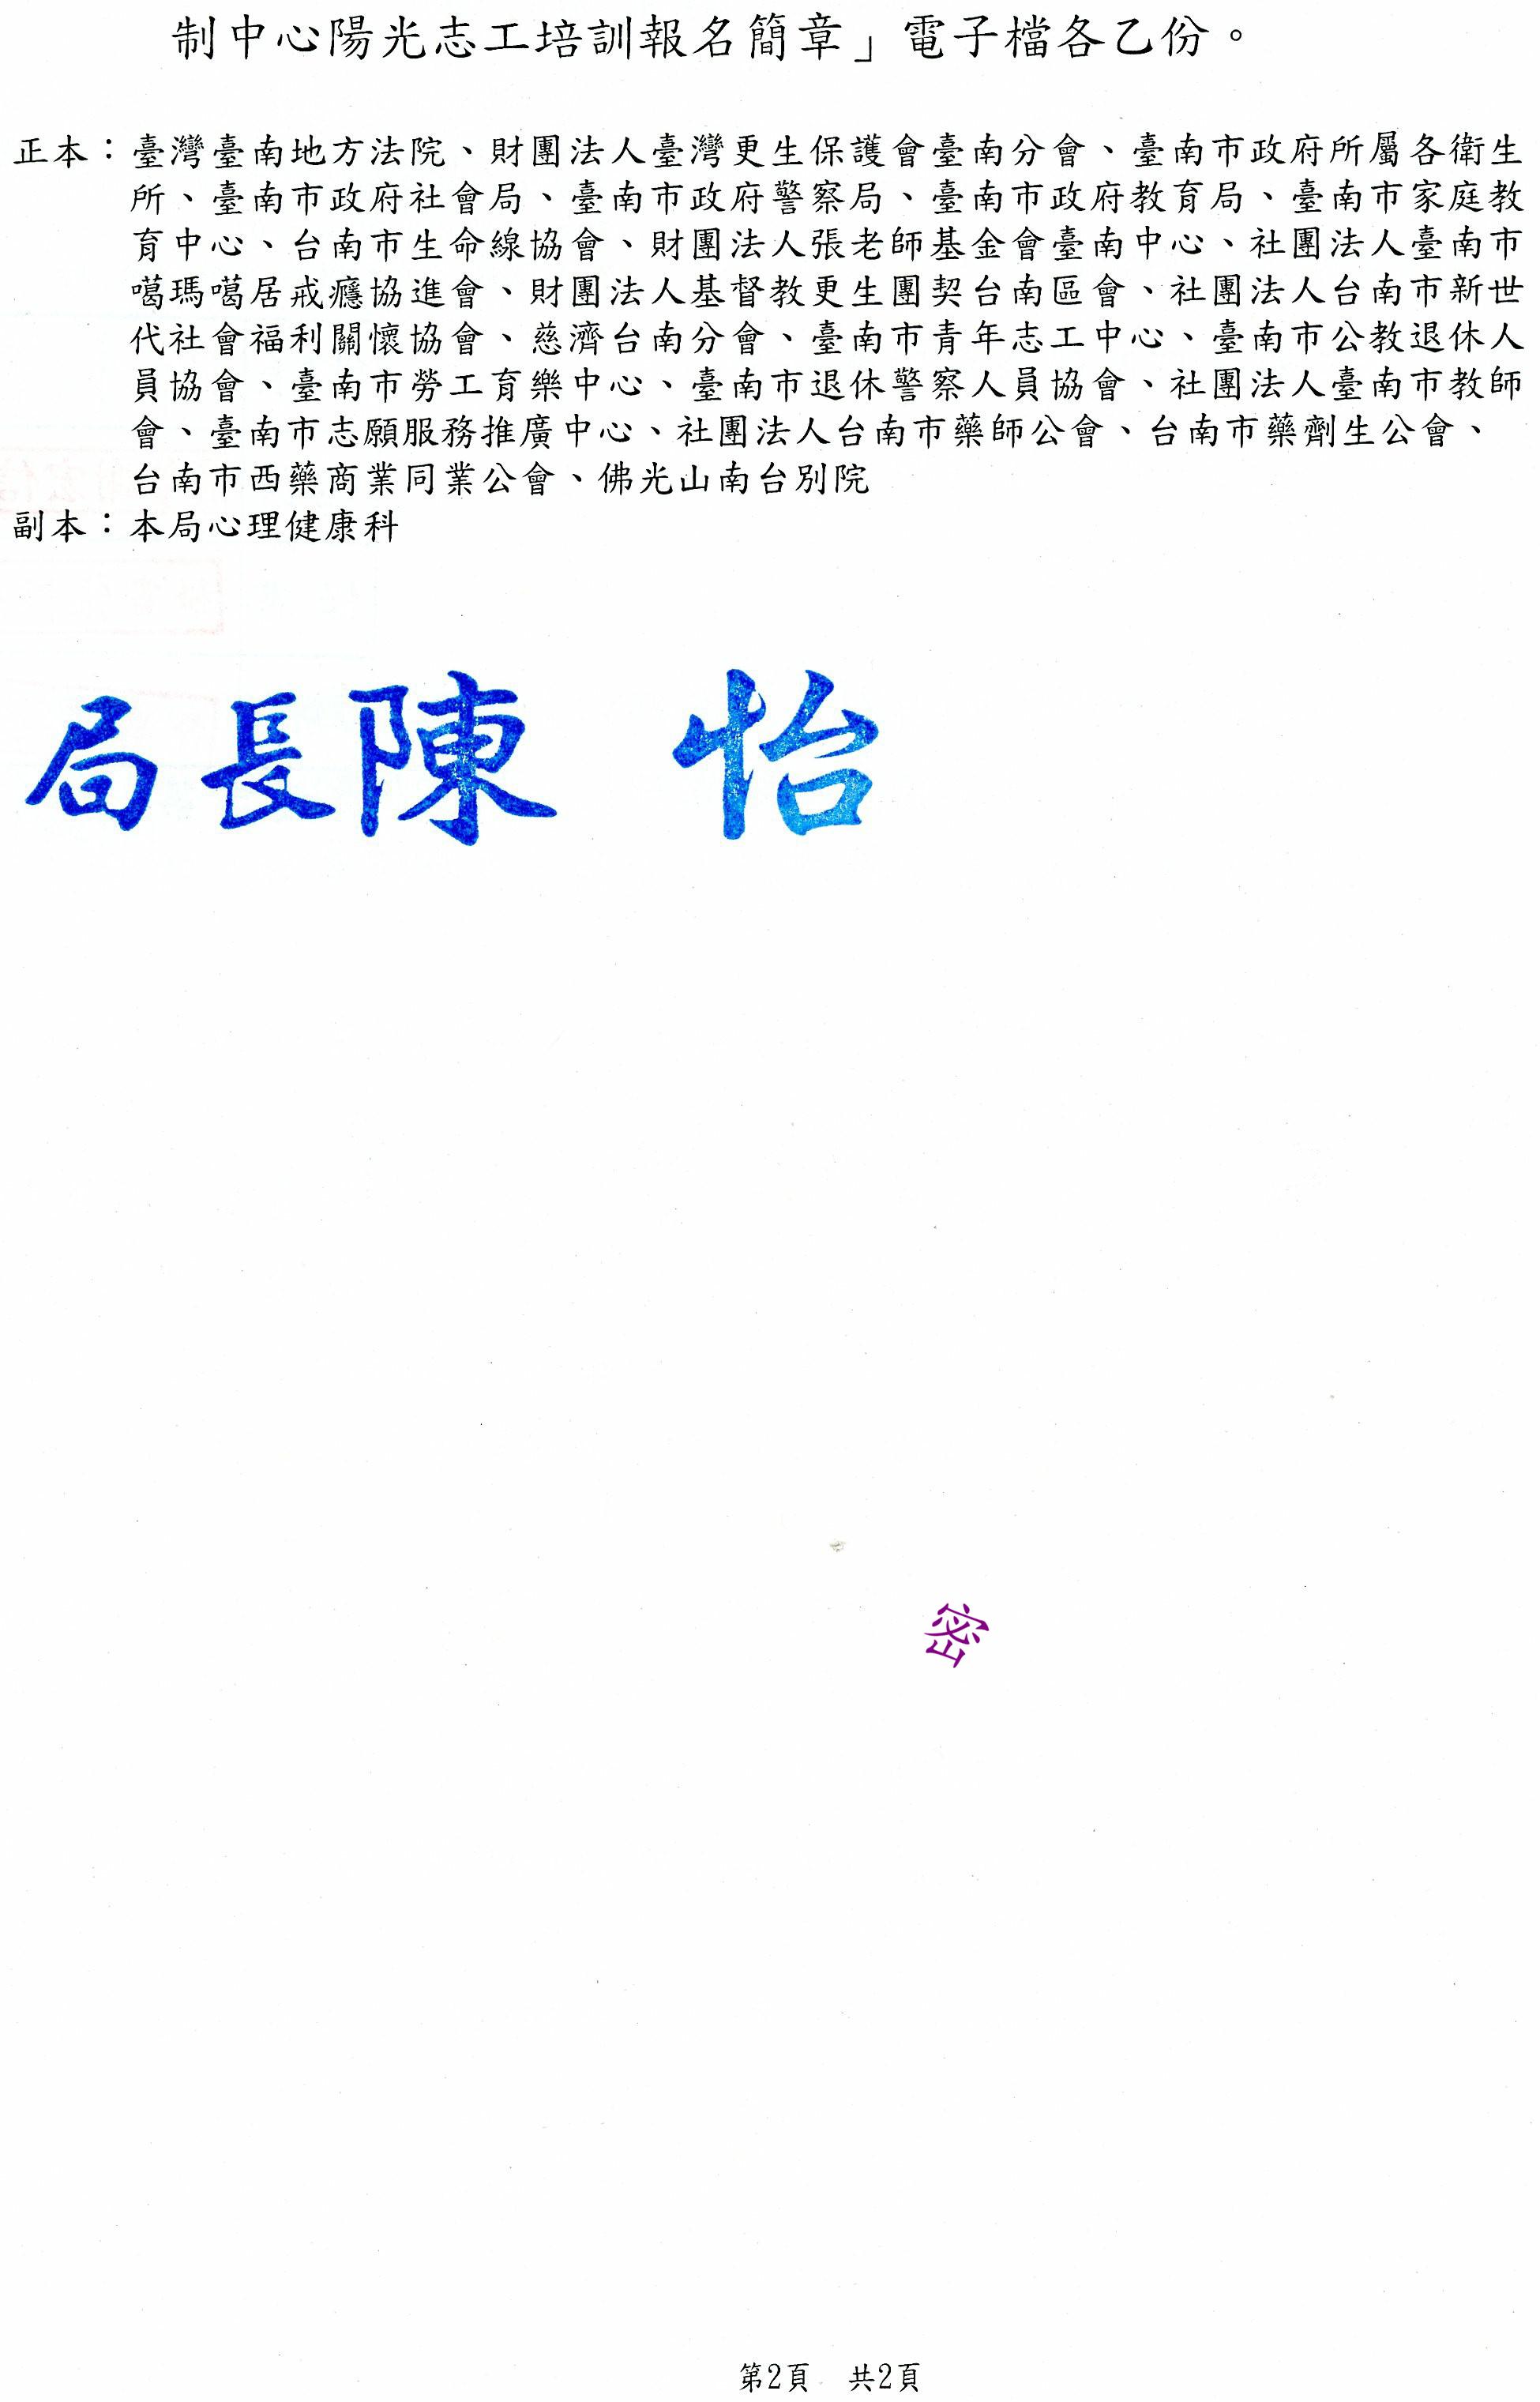 制中心陽光志工培訓報名簡章」電子檔各乙份。
正本：臺灣臺南地方法院、財團法人臺灣更生保護會臺南分會、臺南市政府所屬各衛生
所、臺南市政府社會局、臺南市政府警察局、臺南市政府教育局、臺南市家庭教
育中心、台南市生命線協會、財團法人張老師基金會臺南中心、社團法人臺南市
噶瑪噶居戒癮協進會、財團法人基督教更生團契台南區會、社團法人台南市新世
代社會福利關懷協會、慈濟台南分會、臺南市青年志工中心、臺南市公教退休人
員協會、臺南市勞工育樂中心、臺南市退休警察人員協會、社團法人臺南市教師
會、臺南市志願服務推廣中心、社團法人台南市藥師公會、台南市藥劑生公會、
台南市西藥商業同業公會、佛光山南台別院
副本：本局心理健康科
局長陳 怡
密
第2頁 共2頁